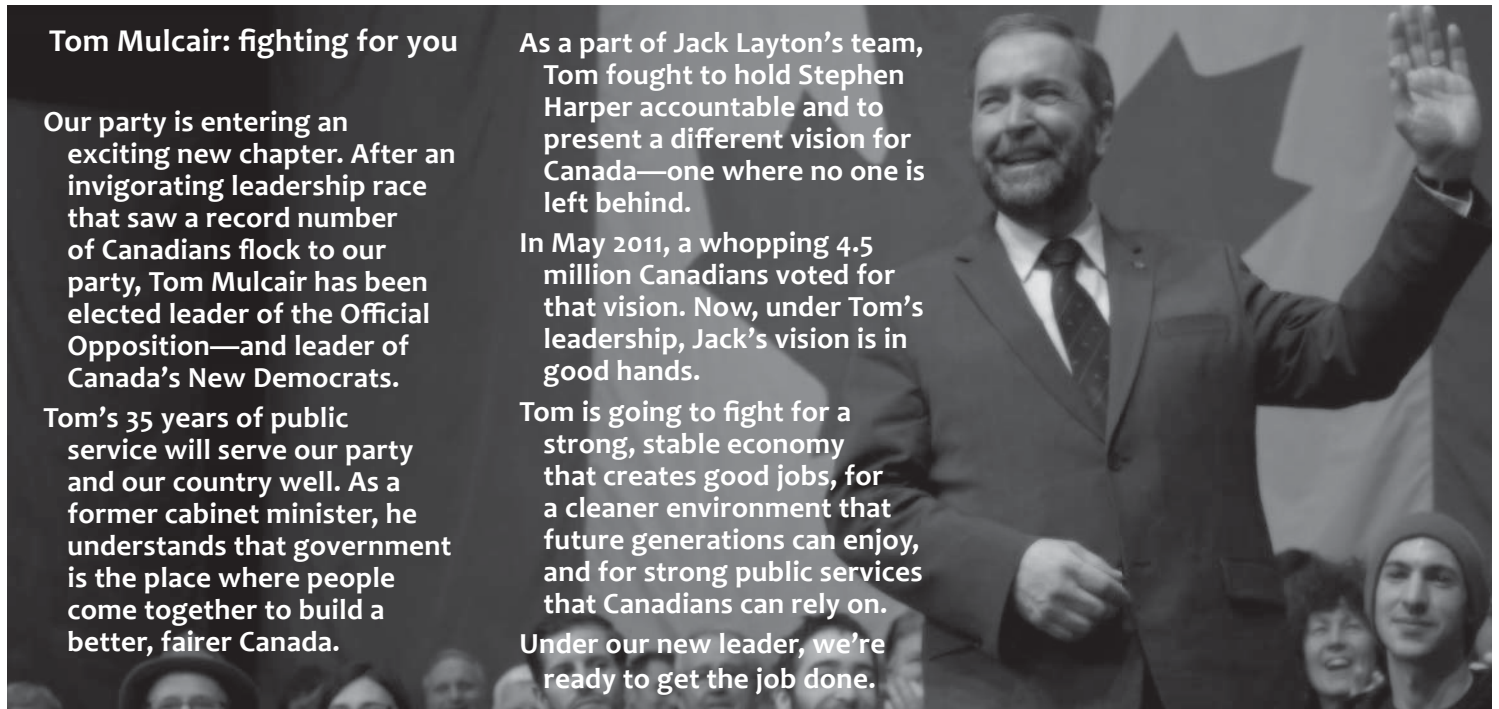 Tom Mulcair: fighting for you
Our party is entering an
exciting new chapter. After an
invigorating leadership race
that saw a record number
of Canadians flock to our
party, Tom Mulcair has been
elected leader of the Official
Opposition—and leader of
Canada’s New Democrats.
Tom’s 35 years of public
service will serve our party
and our country well. As a
former cabinet minister, he
understands that government
is the place where people
come together to build a
better, fairer Canada.
As a part of Jack Layton’s team,
Tom fought to hold Stephen
Harper accountable and to
present a different vision for
Canada—one where no one is
left behind.
In May 2011, a whopping 4.5
million Canadians voted for
that vision. Now, under Tom’s
leadership, Jack’s vision is in
good hands.
Tom is going to fight for a
strong, stable economy
that creates good jobs, for
a cleaner environment that
future generations can enjoy,
and for strong public services
that Canadians can rely on.
Under our new leader, we’re
ready to get the job done.